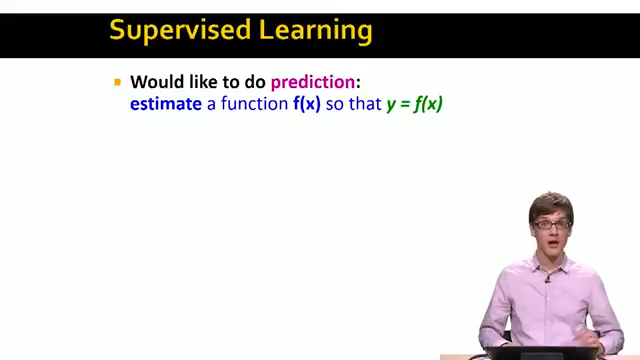 Supervised Learning
Would like to do prediction:
estimate a function f(x) so that y = f(x)